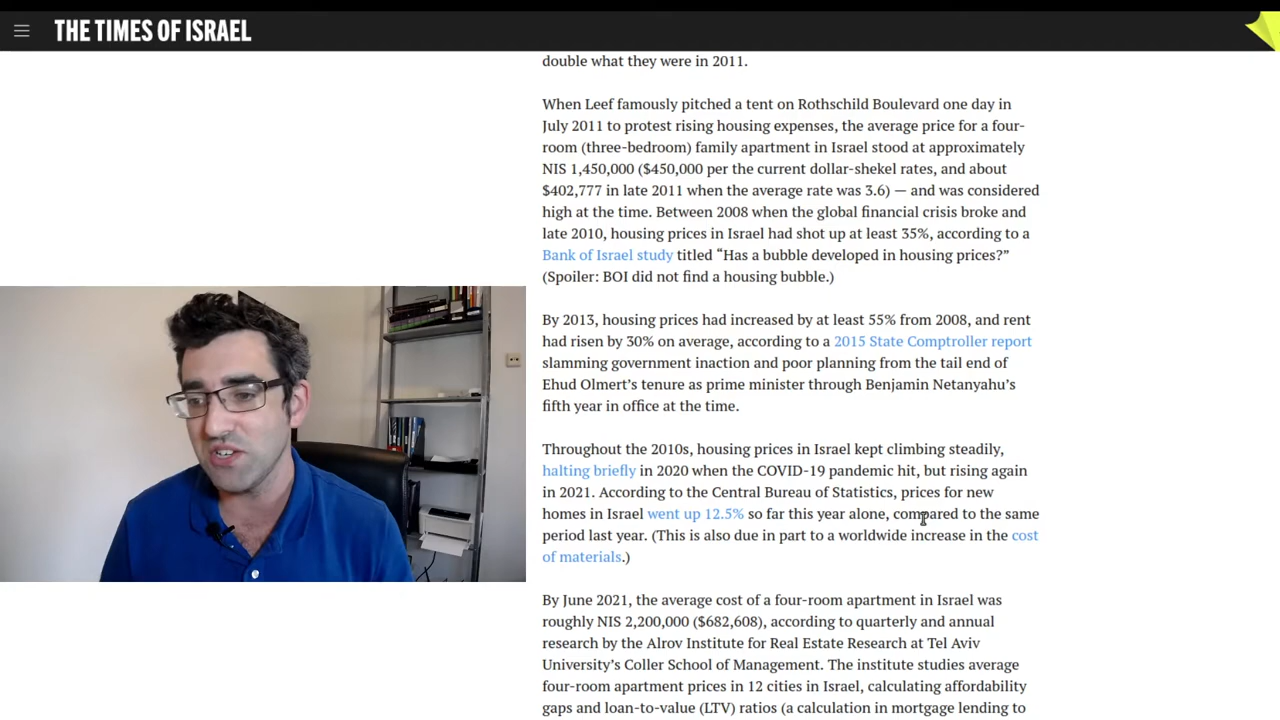 THE TIMES OF ISRAEL
double what they were in 2011.
When Leef famously pitched a tent on Rothschild Boulevard one day in
July 2011 to protest rising housing expenses, the average price for a four-
room (three-bedroom) family apartment in Israel stood at approximately
NIS 1,450,000 ($450,000 per the current dollar-shekel rates, and about
$402,777 in late 2011 when the average rate was 3.6) — and was considered
high at the time. Between 2008 when the global financial crisis broke and
late 2010, housing prices in Israel had shot up at least 35%, according to a
Bank of Israel study titled “Has a bubble developed in housing prices?”
(Spoiler: BOI did not find a housing bubble.)
By 2013, housing prices had increased by at least 55% from 2008, and rent
had risen by 30% on average, according to a 2015 State Comptroller report
slamming government inaction and poor planning from the tail end of
Ehud Olmert’s tenure as prime minister through Benjamin Netanyahu’s
fifth year in office at the time.
Throughout the 2010s, housing prices in Israel kept climbing steadily,
halting briefly in 2020 when the COVID-19 pandemic hit, but rising again
in 2021. According to the Central Bureau of Statistics, prices for new
homes in Israel went up 12.5% so far this year alone, compared to the same
period last year. (This is also due in part to a worldwide increase in the cost
of materials.)
By June 2021, the average cost of a four-room apartment in Israel was
roughly NIS 2,200,000 ($682,608), according to quarterly and annual
research by the Alrov Institute for Real Estate Research at Tel Aviv
University’s Coller School of Management. The institute studies average
four-room apartment prices in 12 cities in Israel, calculating affordability
gaps and loan-to-value (LTV) ratios (a calculation in mortgage lending to